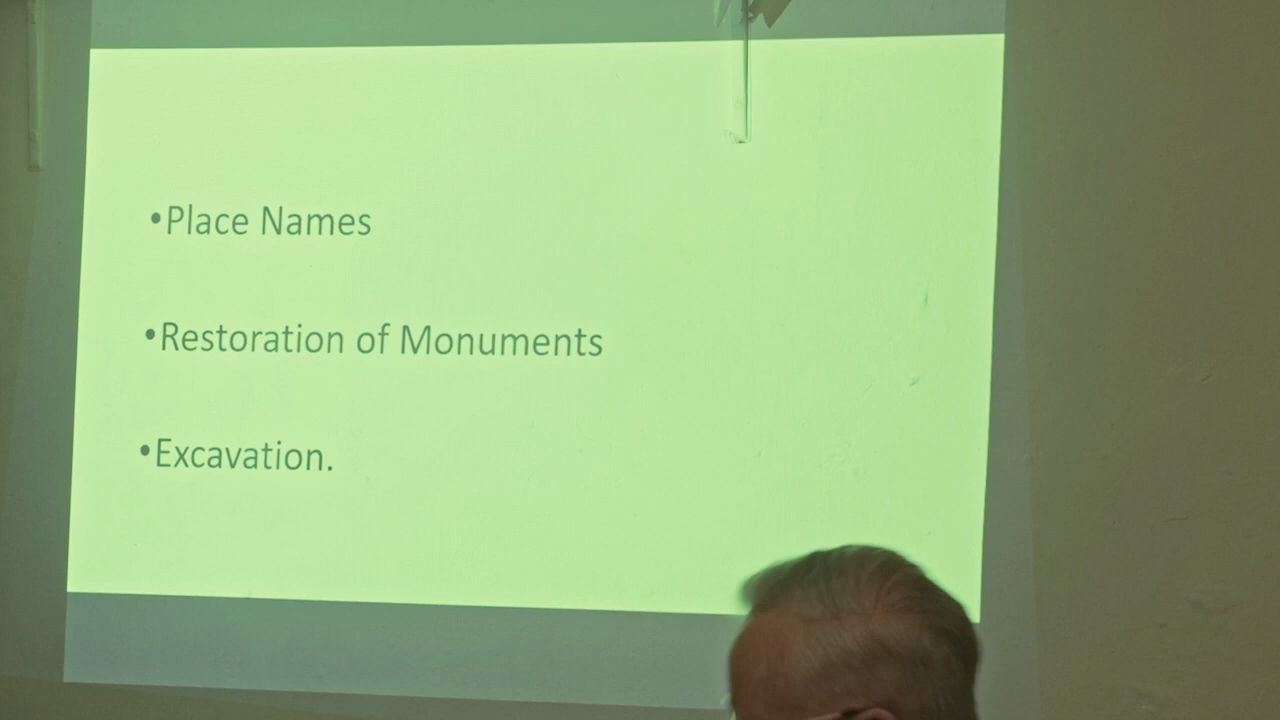 •Place Names
•Restoration of Monuments
•Excavation.